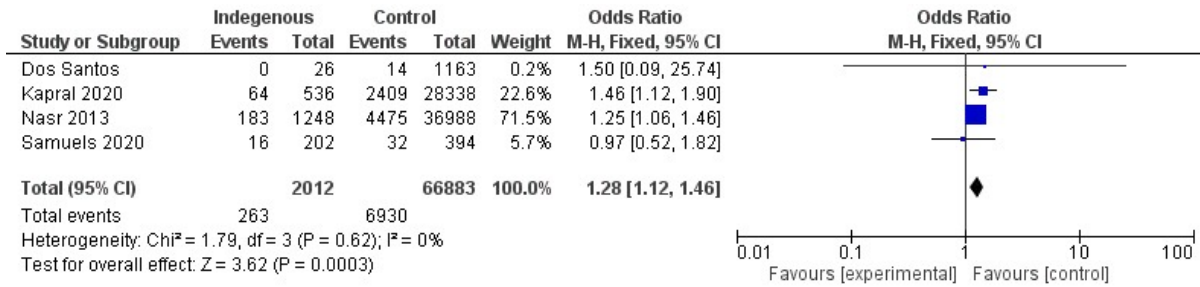 Indegenous Control Odds Ratio Odds Ratio
Study or Subgroup Events Total Events Total Weight M-H, Fixed, 95% CI M-H, Fixed, 95% CI
Dos Santos 0 26 14 1163 0.2% 1.50 [0.09, 25.74]
Kapral 2020 64 536 2409 28338 22.6% 1.46 [1.12, 1.90]
Nasr 2013 183 1248 4475 36988 71.5% 1.25 [1.06, 1.46]
Samuels 2020 16 202 32 394 5.7% 0.97 [0.52, 1.82]
Total (95% CI) 2012 66883 100.0% 1.28 [1.12, 1.46]
Total events 263 6930
Heterogeneity: Chi² = 1.79, df = 3 (P = 0.62); I² = 0%
Test for overall effect: Z = 3.62 (P = 0.0003)
0.01 0.1 1 10 100
Favours [experimental] Favours [control]